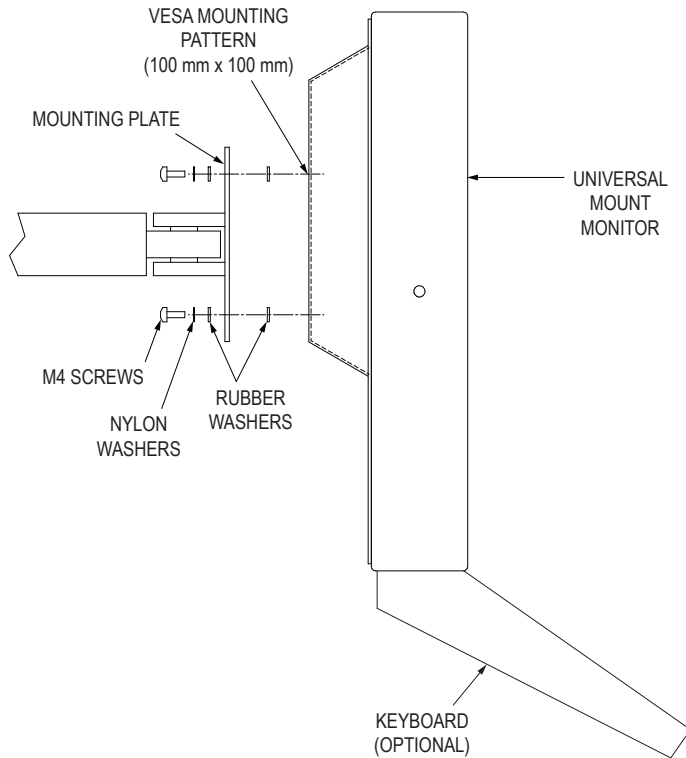 VESA MOUNTING
PATTERN
(100 mm x 100 mm)
MOUNTING PLATE
UNIVERSAL
MOUNT
MONITOR
M4 SCREWS
NYLON
WASHERS
RUBBER
WASHERS
KEYBOARD
(OPTIONAL)